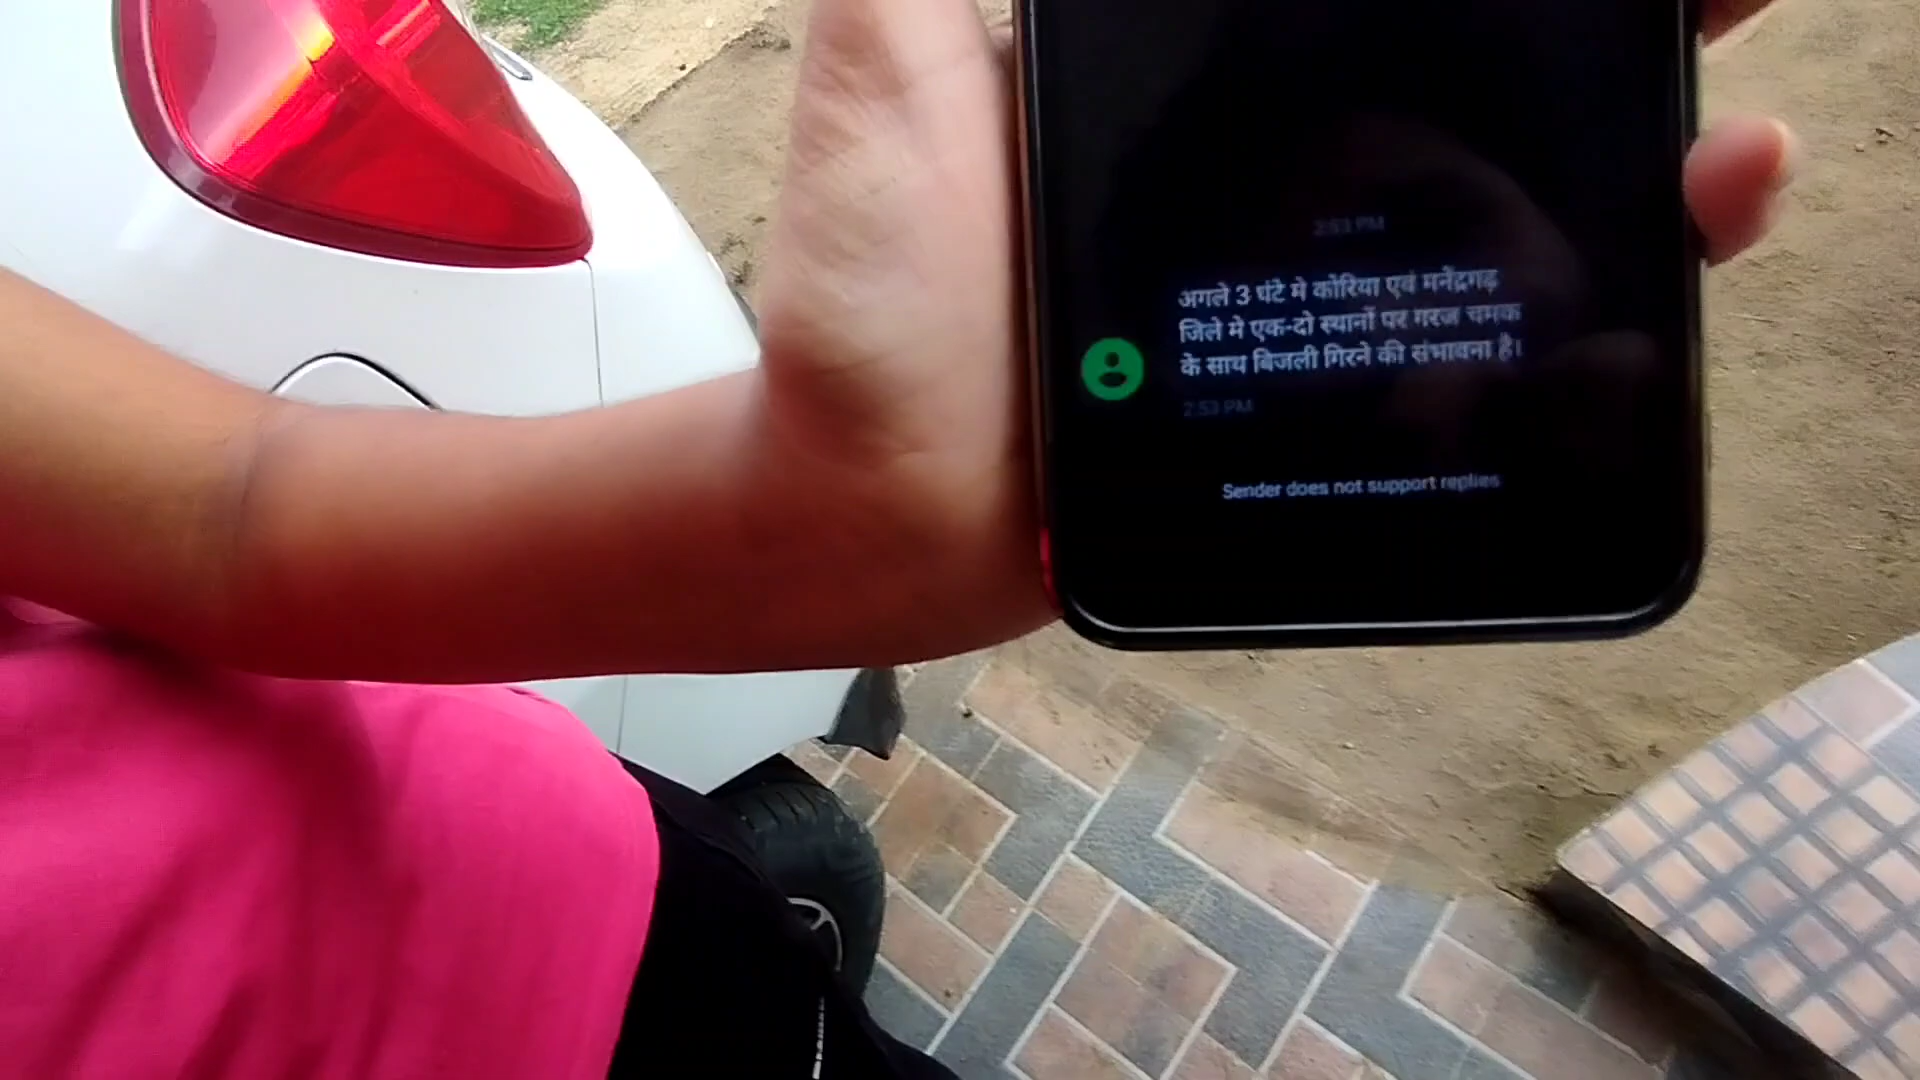 2:53 PM
अगले 3 घंटे मे कोरिया एवं मनेंद्रगढ़
जिले मे एक-दो स्थानों पर गरज चमक
के साथ बिजली गिरने की संभावना है।
2:53 PM
Sender does not support replies